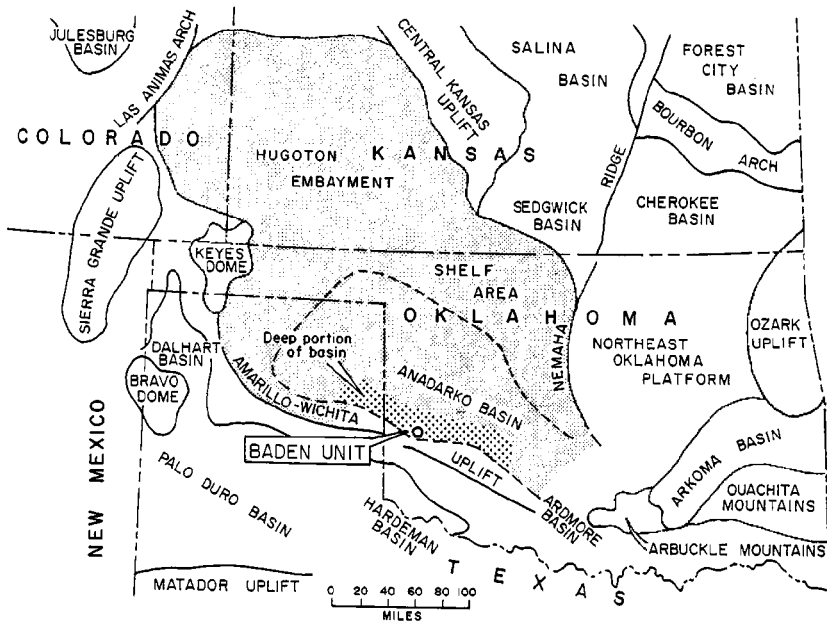 JULESBURG
BASIN
LAS ANIMAS ARCH
CENTRAL KANSAS
UPLIFT
SALINA
BASIN
FOREST
CITY
BASIN
BOURBON
ARCH
COLORADO
KANSAS
HUGOTON
EMBAYMENT
RIDGE
SEDGWICK
BASIN
CHEROKEE
BASIN
SIERRA GRANDE UPLIFT
KEYES
DOME
SHELF
AREA
OKLAHOMA
NEMAHA
NORTHEAST
OKLAHOMA
PLATFORM
OZARK
UPLIFT
DALHART
BASIN
BRAVO
DOME
Deep portion
of basin
AMARILLO-WICHITA
ANADARKO BASIN
BADEN UNIT
UPLIFT
NEW MEXICO
PALO DURO BASIN
HARDEMAN
BASIN
ARDMORE
BASIN
ARKOMA BASIN
OUACHITA
MOUNTAINS
ARBUCKLE MOUNTAINS
TEXAS
MATADOR UPLIFT
0 20 40 60 80 100
MILES